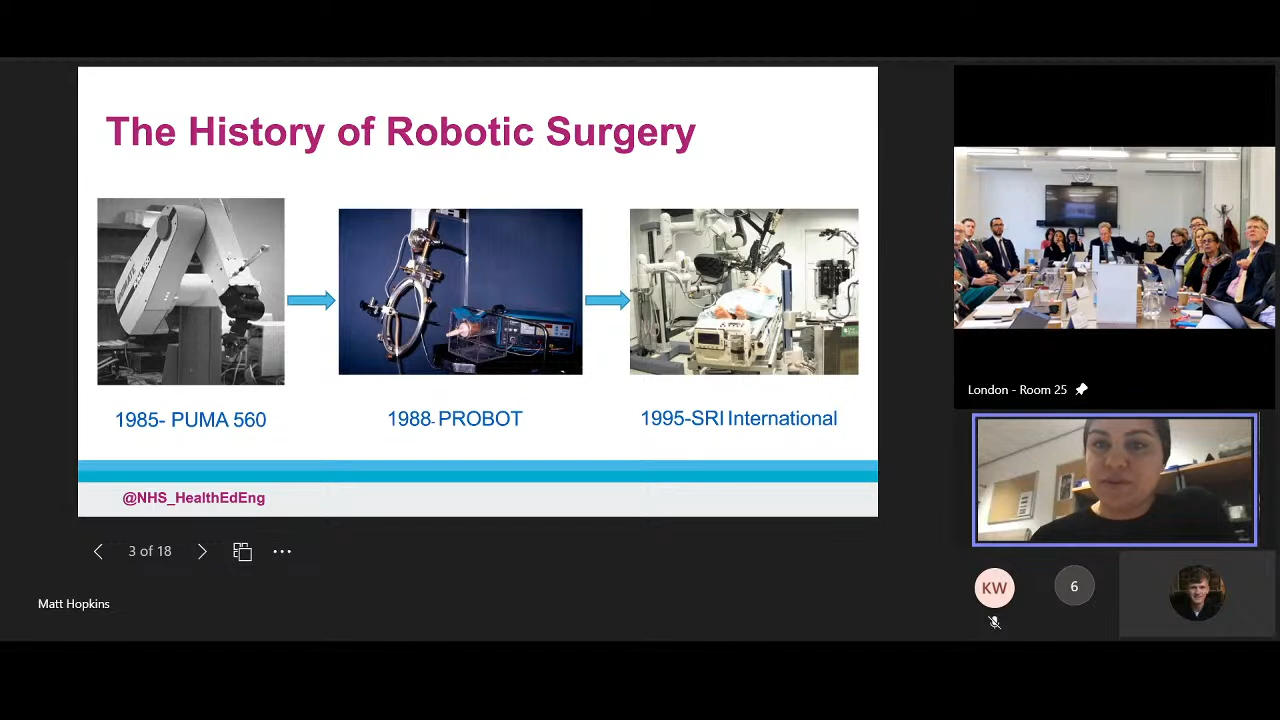 The History of Robotic Surgery
1985- PUMA 560
1988- PROBOT
1995-SRI International
@NHS_HealthEdEng
3 of 18
Matt Hopkins
London - Room 25
KW
6